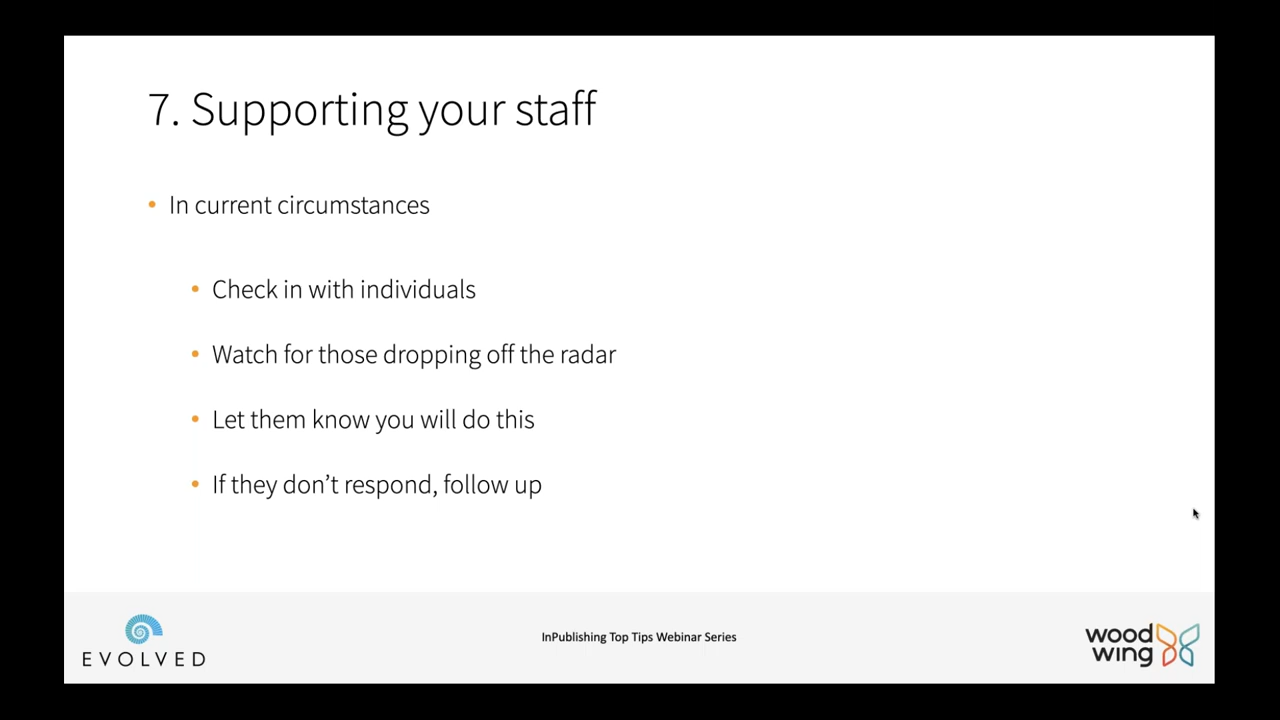 7. Supporting your staff
• In current circumstances
• Check in with individuals
• Watch for those dropping off the radar
• Let them know you will do this
• If they don’t respond, follow up
EVOLVED
InPublishing Top Tips Webinar Series
wood
wing